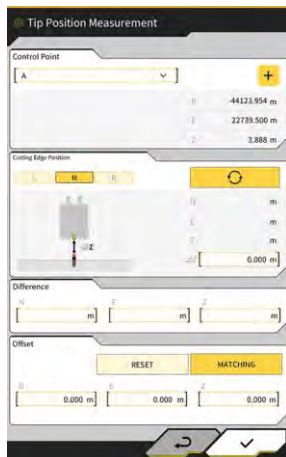 Tip Position Measurement
Control Point
A
+
N -44123.954 m
E 22739.500 m
Z 3.888 m
Cutting Edge Position
L M R
N m
E m
Z m
⊿Z
⊿Z 0.000 m
Difference
N E Z
m m m
Offset
RESET MATCHING
N E Z
0.000 m 0.000 m 0.000 m